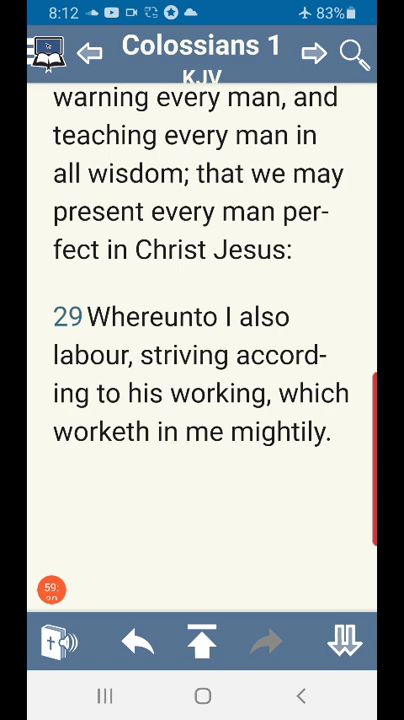 8:12 83%
Colossians 1
KJV
warning every man, and
teaching every man in
all wisdom; that we may
present every man per-
fect in Christ Jesus:
29 Whereunto I also
labour, striving accord-
ing to his working, which
worketh in me mightily.
59: